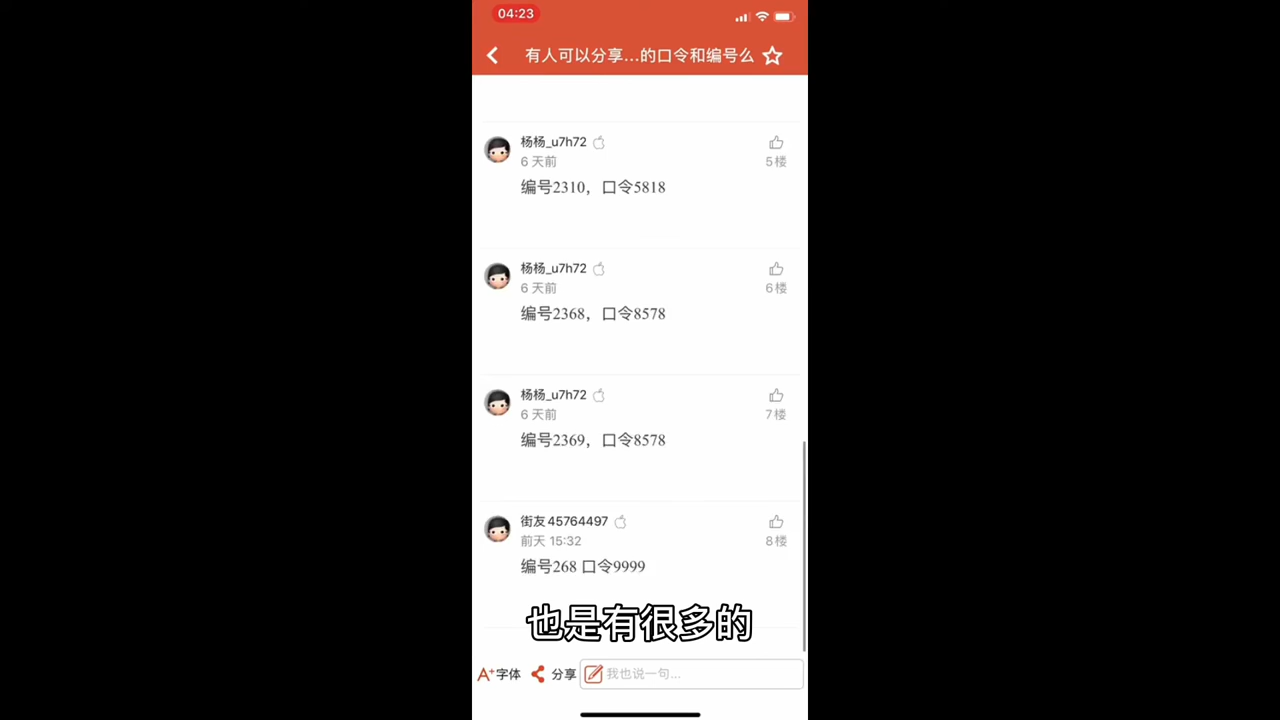 04:23
有人可以分享...的口令和编号么
杨杨_u7h72
6 天前
5楼
编号2310，口令5818
杨杨_u7h72
6 天前
6楼
编号2368，口令8578
杨杨_u7h72
6 天前
7楼
编号2369，口令8578
街友45764497
前天 15:32
8楼
编号268 口令9999
也是有很多的
A+字体 分享 我也说一句...